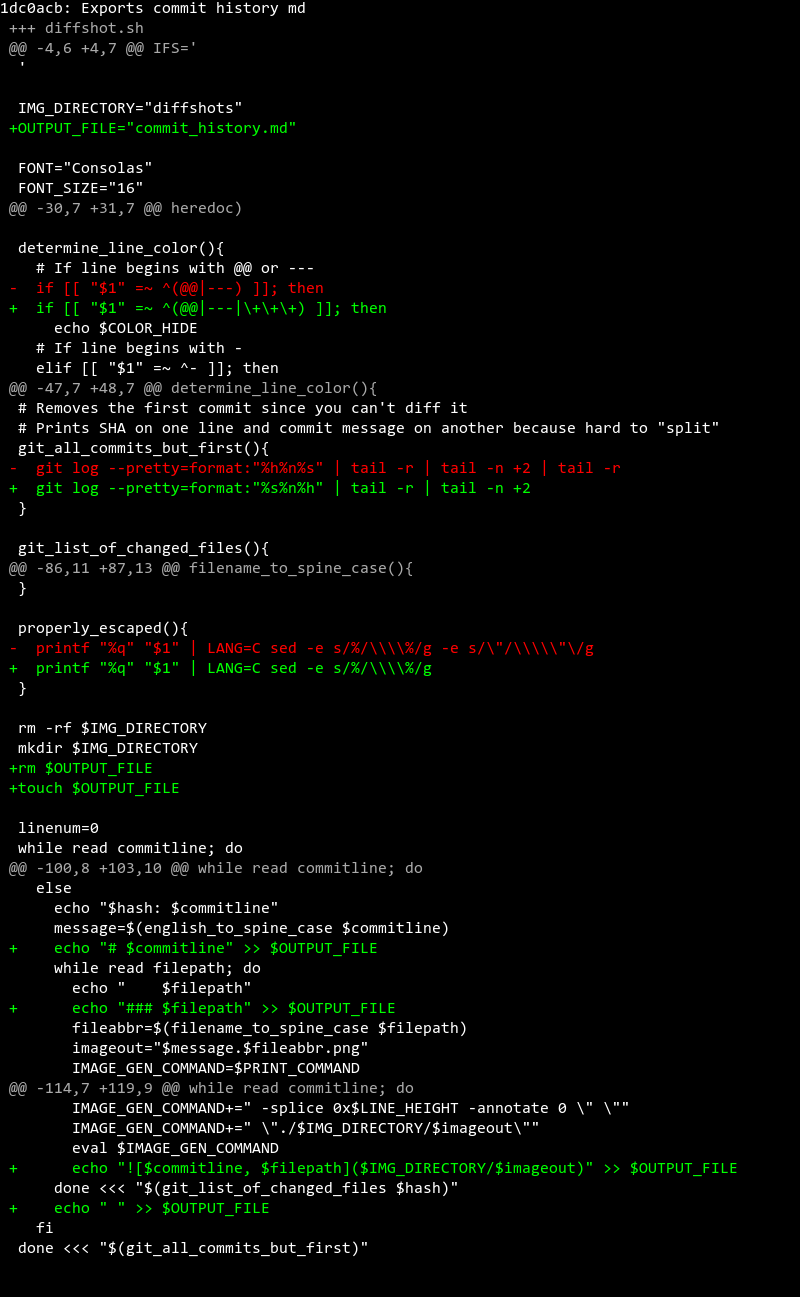 1dc0acb: Exports commit history md
+++ diffshot.sh
@@ -4,6 +4,7 @@ IFS='
 '

 IMG_DIRECTORY="diffshots"
+OUTPUT_FILE="commit_history.md"

 FONT="Consolas"
 FONT_SIZE="16"
@@ -30,7 +31,7 @@ heredoc)

 determine_line_color(){
   # If line begins with @@ or ---
-  if [[ "$1" =~ ^(@@|---) ]]; then
+  if [[ "$1" =~ ^(@@|---|\+\+\+) ]]; then
     echo $COLOR_HIDE
   # If line begins with -
   elif [[ "$1" =~ ^- ]]; then
@@ -47,7 +48,7 @@ determine_line_color(){
 # Removes the first commit since you can't diff it
 # Prints SHA on one line and commit message on another because hard to "split"
 git_all_commits_but_first(){
-  git log --pretty=format:"%h%n%s" | tail -r | tail -n +2 | tail -r
+  git log --pretty=format:"%s%n%h" | tail -r | tail -n +2
 }

 git_list_of_changed_files(){
@@ -86,11 +87,13 @@ filename_to_spine_case(){
 }

 properly_escaped(){
-  printf "%q" "$1" | LANG=C sed -e s/%/\\\\%/g -e s/\"/\\\\\"\/g
+  printf "%q" "$1" | LANG=C sed -e s/%/\\\\%/g
 }

 rm -rf $IMG_DIRECTORY
 mkdir $IMG_DIRECTORY
+rm $OUTPUT_FILE
+touch $OUTPUT_FILE

 linenum=0
 while read commitline; do
@@ -100,8 +103,10 @@ while read commitline; do
   else
     echo "$hash: $commitline"
     message=$(english_to_spine_case $commitline)
+    echo "# $commitline" >> $OUTPUT_FILE
     while read filepath; do
       echo "    $filepath"
+      echo "### $filepath" >> $OUTPUT_FILE
       fileabbr=$(filename_to_spine_case $filepath)
       imageout="$message.$fileabbr.png"
       IMAGE_GEN_COMMAND=$PRINT_COMMAND
@@ -114,7 +119,9 @@ while read commitline; do
       IMAGE_GEN_COMMAND+=" -splice 0x$LINE_HEIGHT -annotate 0 \" \""
       IMAGE_GEN_COMMAND+=" \"./$IMG_DIRECTORY/$imageout\""
       eval $IMAGE_GEN_COMMAND
+      echo "![$commitline, $filepath]($IMG_DIRECTORY/$imageout)" >> $OUTPUT_FILE
     done <<< "$(git_list_of_changed_files $hash)"
+    echo " " >> $OUTPUT_FILE
   fi
 done <<< "$(git_all_commits_but_first)"